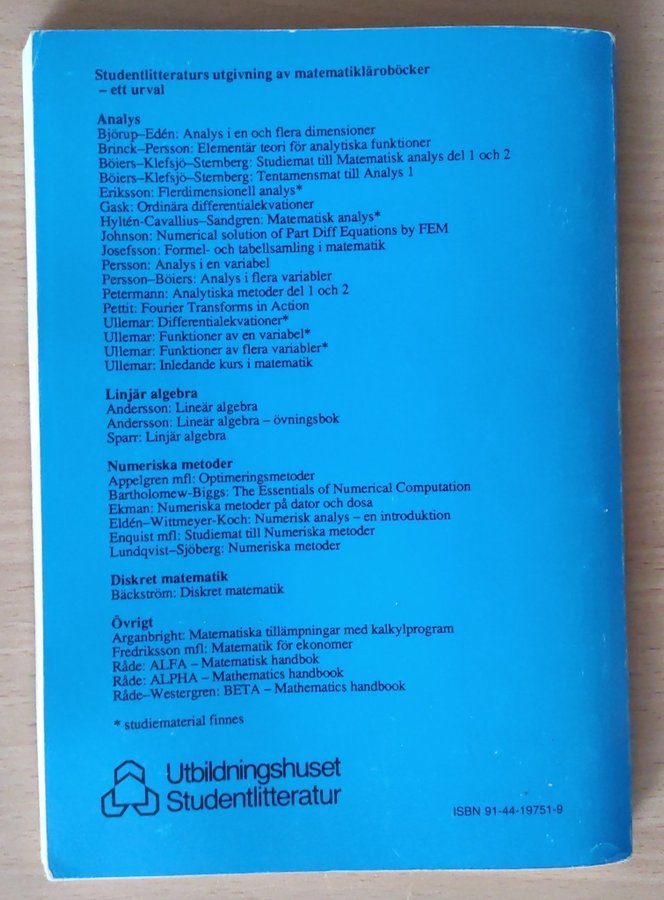 Studentlitteraturs utgivning av matematikläroböcker
– ett urval
Analys
Björup–Edén: Analys i en och flera dimensioner
Brinck–Persson: Elementär teori för analytiska funktioner
Böiers–Klefsjö–Sternberg: Studiemat till Matematisk analys del 1 och 2
Böiers–Klefsjö–Sternberg: Tentamensmat till Analys 1
Eriksson: Flerdimensionell analys*
Gask: Ordinära differentialekvationer
Hyltén-Cavallius–Sandgren: Matematisk analys*
Johnson: Numerical solution of Part Diff Equations by FEM
Josefsson: Formel- och tabellsamling i matematik
Persson: Analys i en variabel
Persson–Böiers: Analys i flera variabler
Petermann: Analytiska metoder del 1 och 2
Pettit: Fourier Transforms in Action
Ullemar: Differentialekvationer*
Ullemar: Funktioner av en variabel*
Ullemar: Funktioner av flera variabler*
Ullemar: Inledande kurs i matematik
Linjär algebra
Andersson: Lineär algebra
Andersson: Lineär algebra – övningsbok
Sparr: Linjär algebra
Numeriska metoder
Appelgren mfl: Optimeringsmetoder
Bartholomew-Biggs: The Essentials of Numerical Computation
Ekman: Numeriska metoder på dator och dosa
Eldén–Wittmeyer-Koch: Numerisk analys – en introduktion
Enquist mfl: Studiemat till Numeriska metoder
Lundqvist–Sjöberg: Numeriska metoder
Diskret matematik
Bäckström: Diskret matematik
Övrigt
Arganbright: Matematiska tillämpningar med kalkylprogram
Fredriksson mfl: Matematik för ekonomer
Råde: ALFA – Matematisk handbok
Råde: ALPHA – Mathematics handbook
Råde–Westergren: BETA – Mathematics handbook
* studiematerial finnes
Utbildningshuset
Studentlitteratur
ISBN 91-44-19751-9